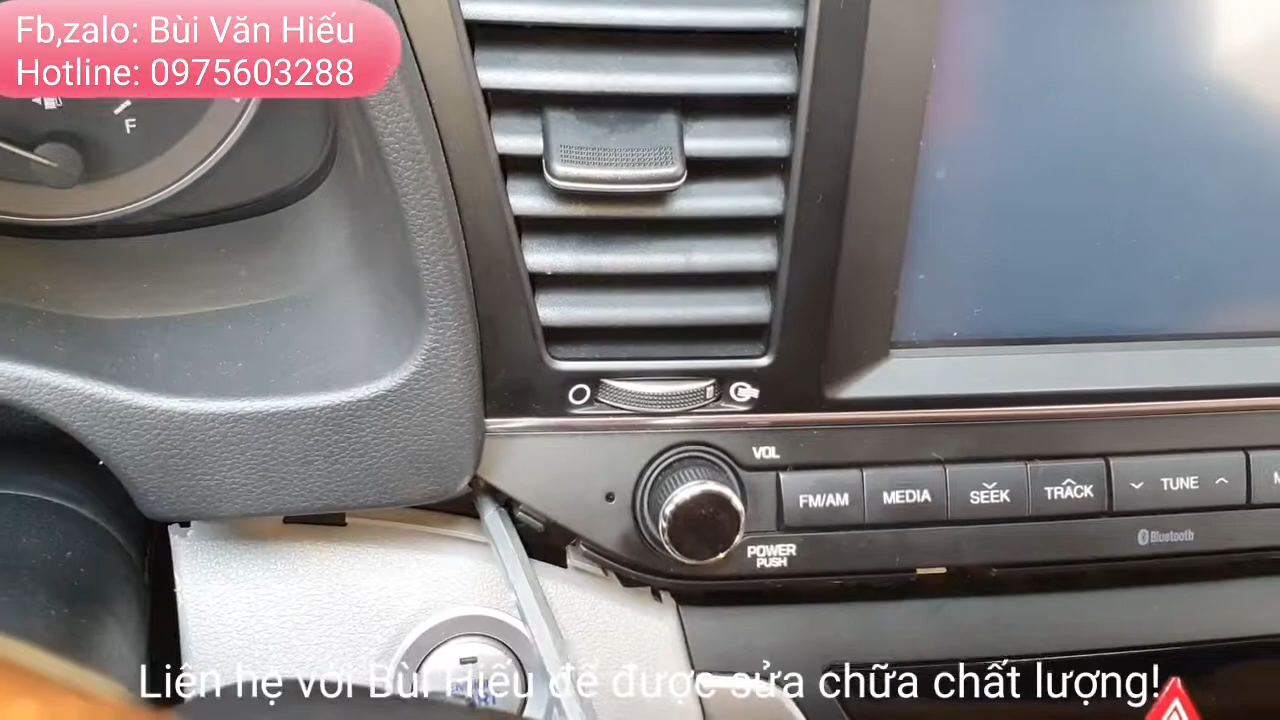 Fb,zalo: Bùi Văn Hiếu
Hotline: 0975603288
F
VOL
FM/AM
MEDIA
SEEK
TRACK
TUNE
Bluetooth
POWER
PUSH
Liên hệ với Bùi Hiếu để được sửa chữa chất lượng!